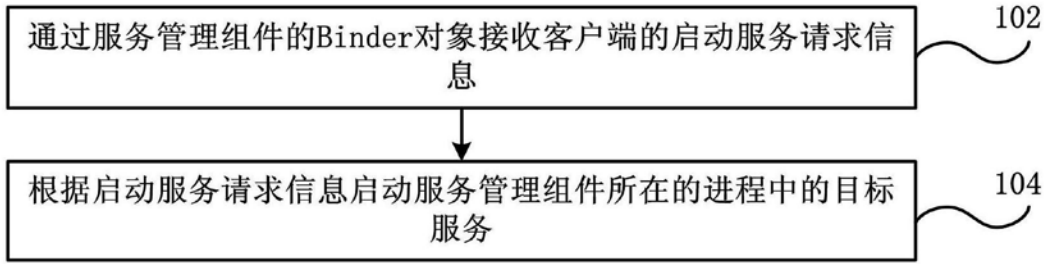 通过服务管理组件的Binder对象接收客户端的启动服务请求信
息
102
根据启动服务请求信息启动服务管理组件所在的进程中的目标
服务
104